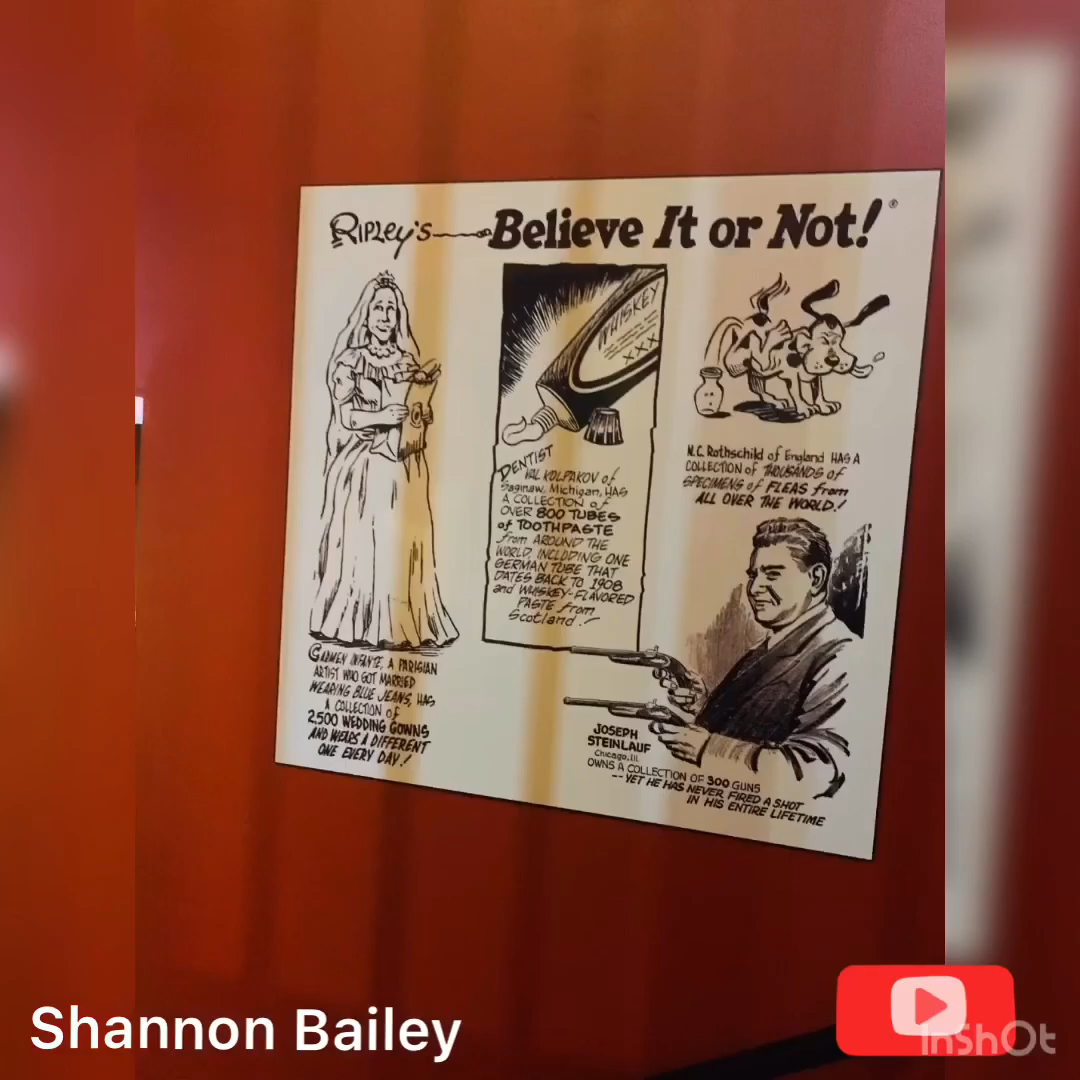 RIPLEY'S Believe It or Not!®
CARMEN INFANTE, A PARISIAN
ARTIST WHO GOT MARRIED
WEARING BLUE JEANS, HAS
A COLLECTION of
2,500 WEDDING GOWNS
AND WEARS A DIFFERENT
ONE EVERY DAY!
WHISKEY
XXX
DENTIST
VAL KOLPAKOV of
Saginaw, Michigan, HAS
A COLLECTION of
OVER 800 TUBES
of TOOTHPASTE
from AROUND THE
WORLD, INCLUDING ONE
GERMAN TUBE THAT
DATES BACK TO 1908
and WHISKEY-FLAVORED
PASTE from
Scotland!
N.C. Rothschild of England HAS A
COLLECTION of THOUSANDS of
SPECIMENS of FLEAS from
ALL OVER THE WORLD!
JOSEPH
STEINLAUF
Chicago, Ill.
OWNS A COLLECTION OF 300 GUNS
-- YET HE HAS NEVER FIRED A SHOT
IN HIS ENTIRE LIFETIME
Shannon Bailey
InShOt